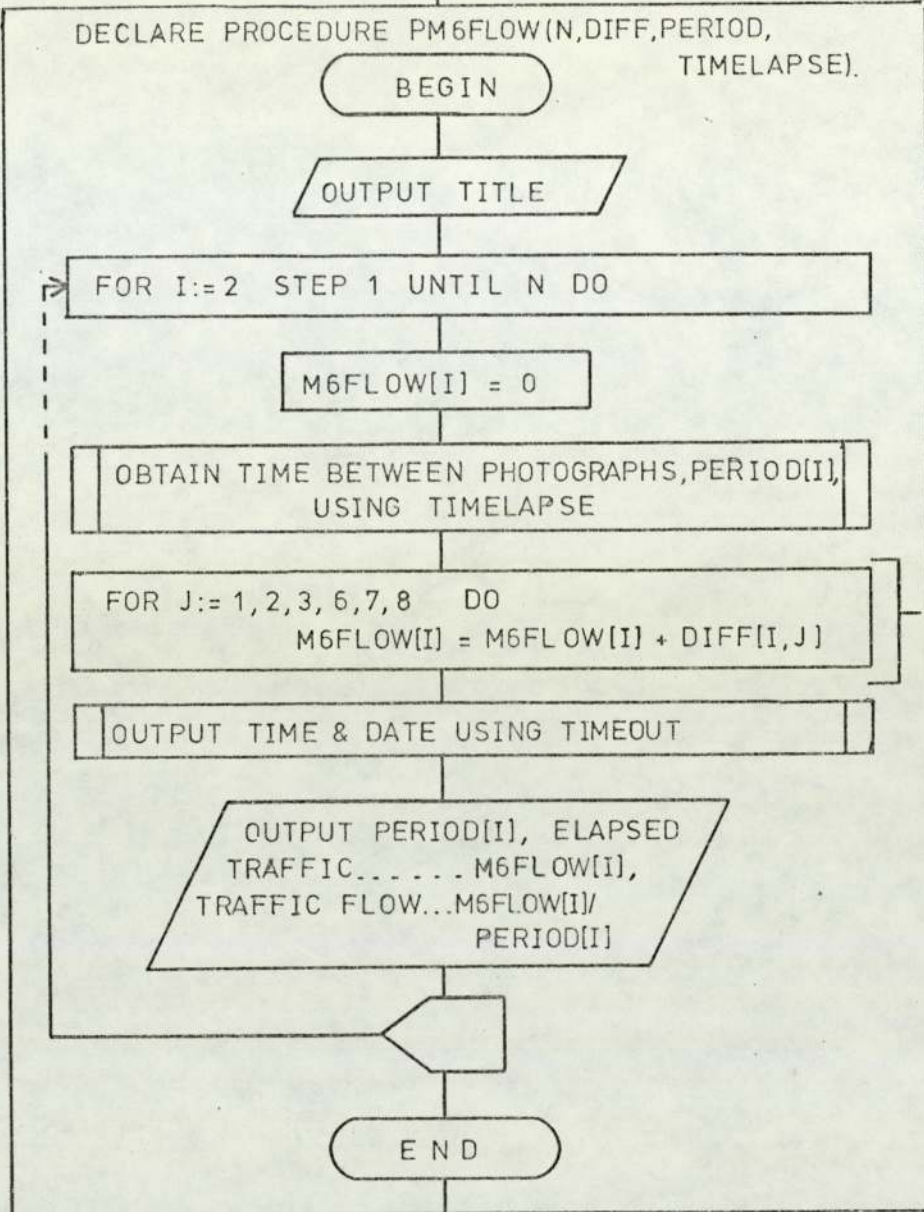 DECLARE PROCEDURE PM6FLOW(N,DIFF,PERIOD,
TIMELAPSE).
BEGIN
OUTPUT TITLE
FOR I:=2 STEP 1 UNTIL N DO
M6FLOW[I] = 0
OBTAIN TIME BETWEEN PHOTOGRAPHS,PERIOD[I],
USING TIMELAPSE
FOR J:= 1,2,3,6,7,8 DO
M6FLOW[I] = M6FLOW[I] + DIFF[I,J]
OUTPUT TIME & DATE USING TIMEOUT
OUTPUT PERIOD[I], ELAPSED
TRAFFIC...... M6FLOW[I],
TRAFFIC FLOW...M6FLOW[I]/
PERIOD[I]
END